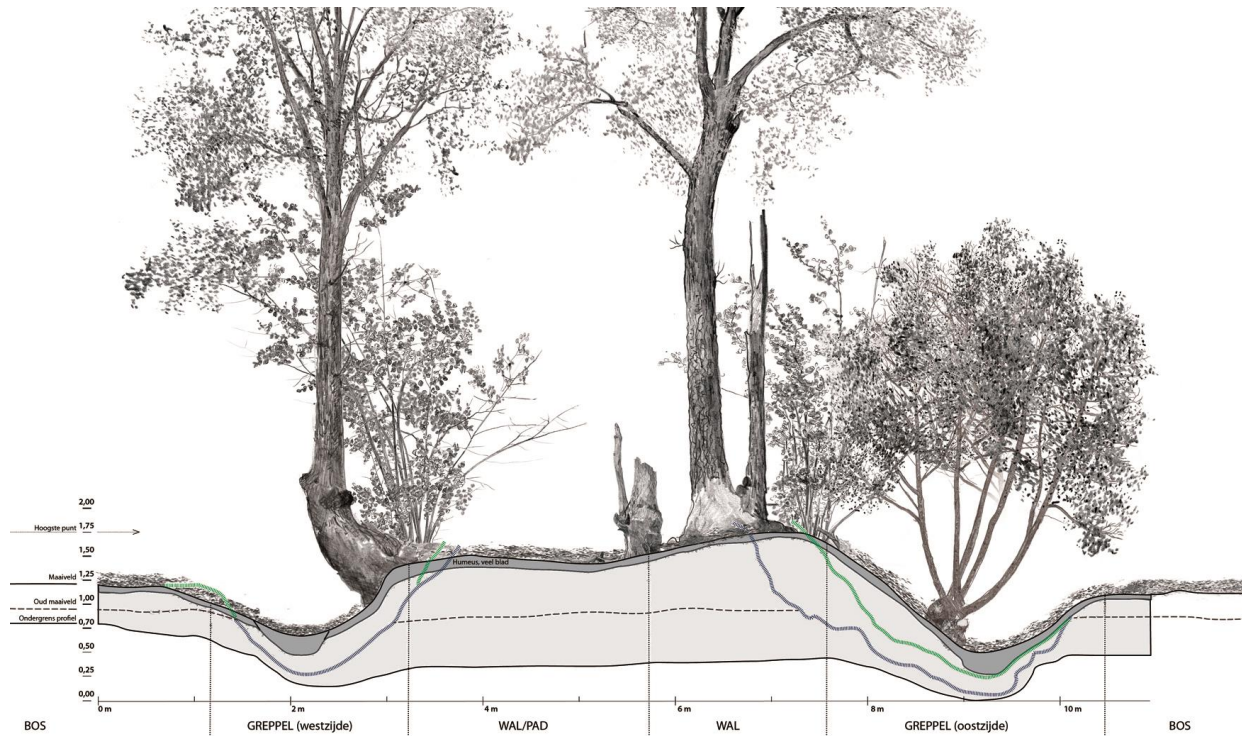 2,00
Hoogste punt 1,75
1,50
Maaiveld 1,25
Humeus, veel blad
Oud maaiveld 1,00
Ondergrens profiel 0,70
0,50
0,25
0,00
0 m 2 m 4 m 6 m 8 m 10 m
BOS GREPPEL (westzijde) WAL/PAD WAL GREPPEL (oostzijde) BOS